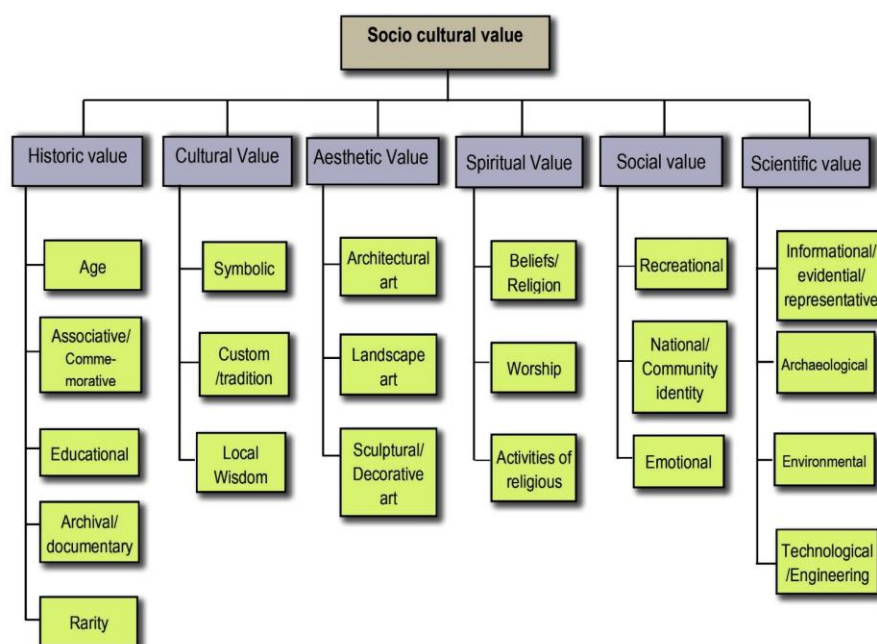 Socio cultural value
Historic value
Age
Associative/
Comme-
morative
Educational
Archival/
documentary
Rarity
Cultural Value
Symbolic
Custom
/tradition
Local
Wisdom
Aesthetic Value
Architectural
art
Landscape
art
Sculptural/
Decorative
art
Spiritual Value
Beliefs/
Religion
Worship
Activities of
religious
Social value
Recreational
National/
Community
identity
Emotional
Scientific value
Informational/
evidential/
representative
Archaeological
Environmental
Technological
/Engineering